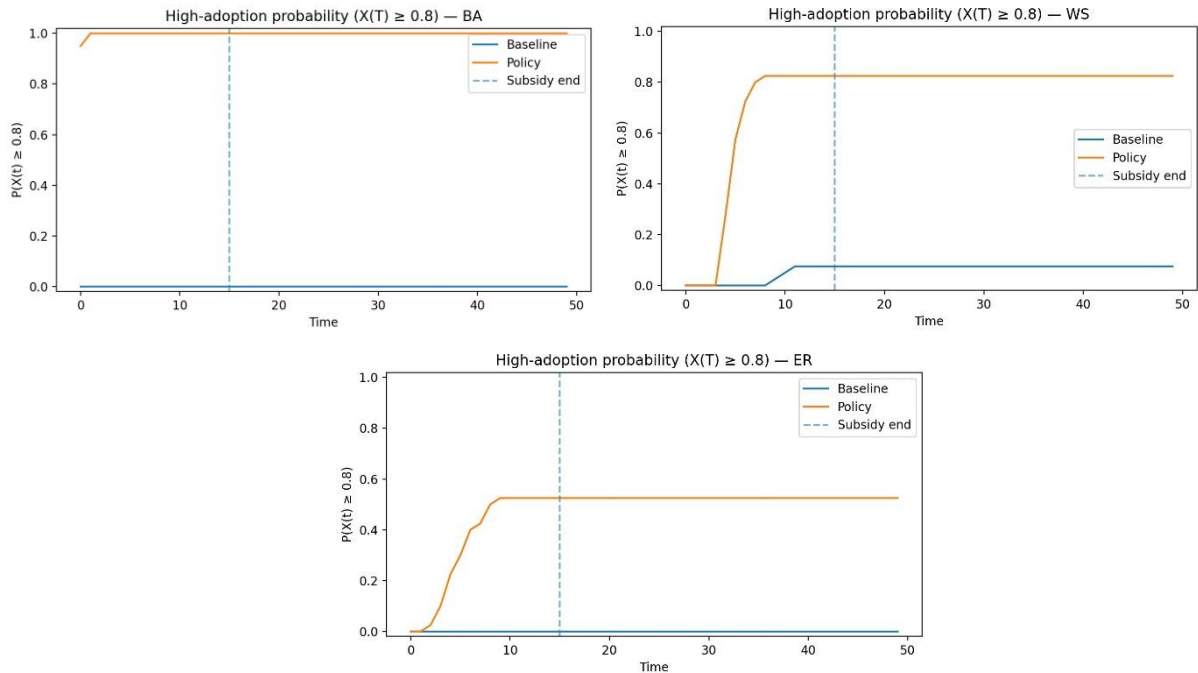 High-adoption probability (X(T) ≥ 0.8) — BA
P(X(t) ≥ 0.8)
1.0
0.8
0.6
0.4
0.2
0.0
Baseline
Policy
Subsidy end
0 10 20 30 40 50
Time
High-adoption probability (X(T) ≥ 0.8) — WS
P(X(t) ≥ 0.8)
1.0
0.8
0.6
0.4
0.2
0.0
Baseline
Policy
Subsidy end
0 10 20 30 40 50
Time
High-adoption probability (X(T) ≥ 0.8) — ER
P(X(t) ≥ 0.8)
1.0
0.8
0.6
0.4
0.2
0.0
Baseline
Policy
Subsidy end
0 10 20 30 40 50
Time